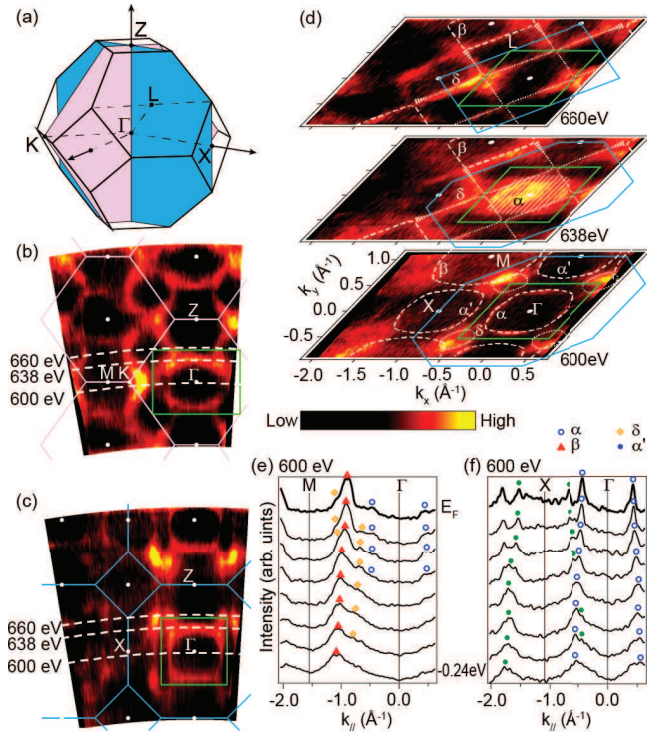 (a)
Z
L
Γ
K
X
(b)
Z
660 eV
638 eV
M K
Γ
600 eV
(c)
Z
660 eV
638 eV
X
Γ
600 eV
(d)
β
L
δ
660eV
β
δ
α
638eV
k_y (Å⁻¹)
1.0
0.5
0.0
-0.5
β
M
α'
X
α'
α
Γ
δ
600eV
-2.0 -1.5 -1.0 -0.5 0.0 0.5
k_x (Å⁻¹)
Low
High
α
δ
β
α'
(e) 600 eV
M
Γ
E_F
Intensity (arb. uints)
-0.24eV
-2.0 -1.0 0.0
k_// (Å⁻¹)
(f) 600 eV
X
Γ
-2.0 -1.0 0.0
k_// (Å⁻¹)